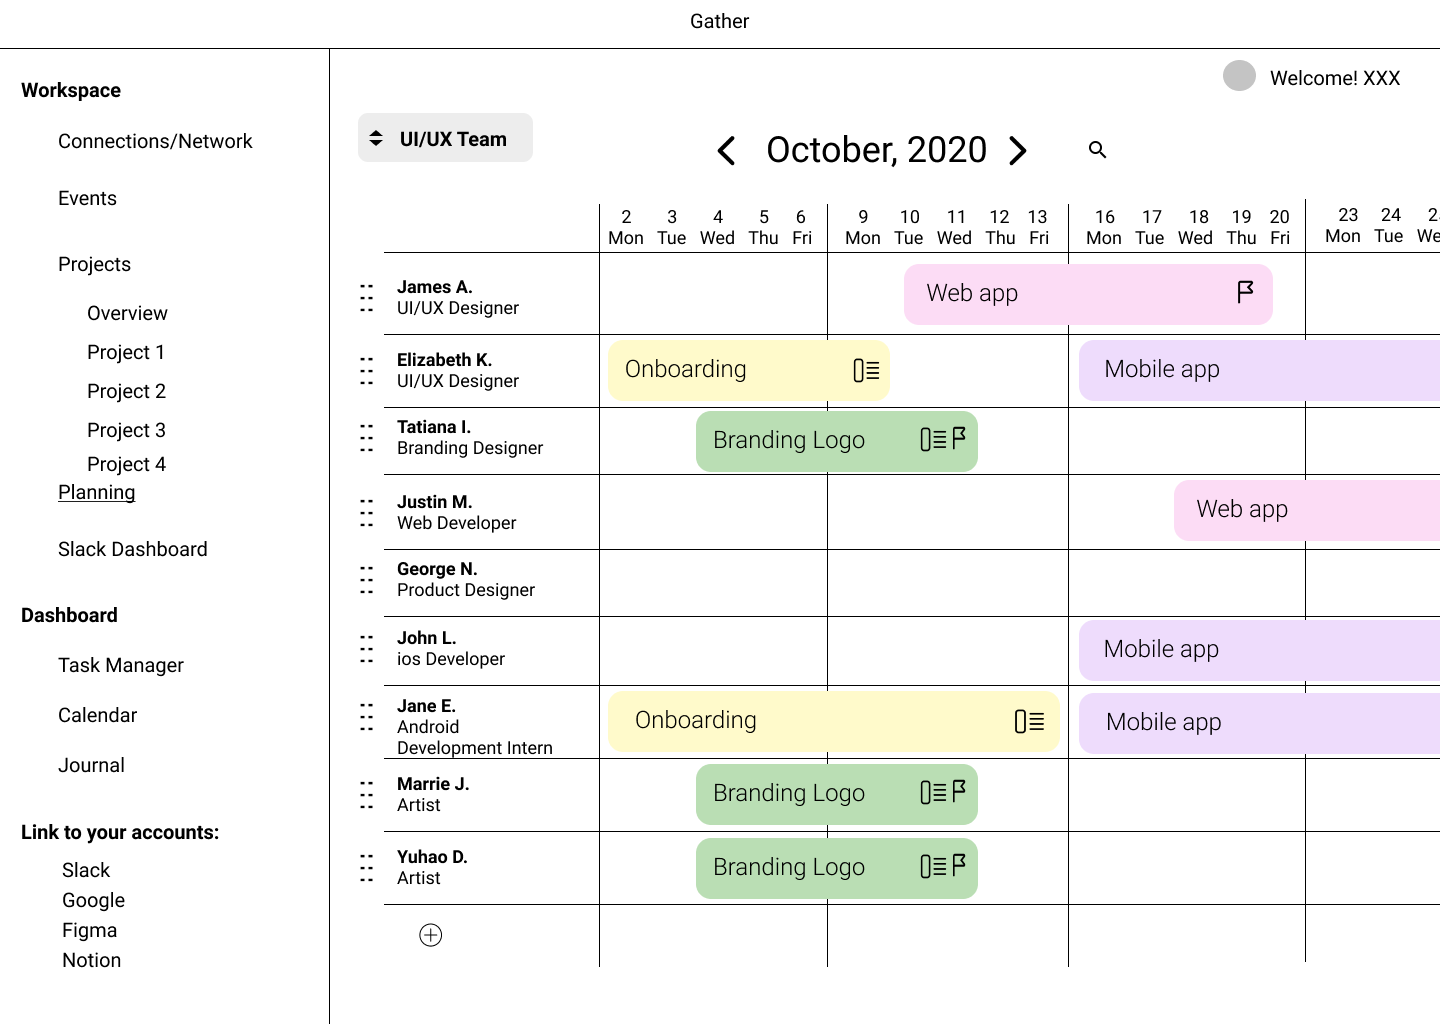 Gather
Workspace
Connections/Network
Events
Projects
Overview
Project 1
Project 2
Project 3
Project 4
Planning
Slack Dashboard
Dashboard
Task Manager
Calendar
Journal
Link to your accounts:
Slack
Google
Figma
Notion
Welcome! XXX
UI/UX Team
October, 2020
2 3 4 5 6 9 10 11 12 13 16 17 18 19 20 23 24
Mon Tue Wed Thu Fri Mon Tue Wed Thu Fri Mon Tue Wed Thu Fri Mon Tue We
James A.
UI/UX Designer
Web app
Elizabeth K.
UI/UX Designer
Onboarding
Mobile app
Tatiana I.
Branding Designer
Branding Logo
Justin M.
Web Developer
Web app
George N.
Product Designer
John L.
ios Developer
Mobile app
Jane E.
Android
Development Intern
Onboarding
Mobile app
Marrie J.
Artist
Branding Logo
Yuhao D.
Artist
Branding Logo